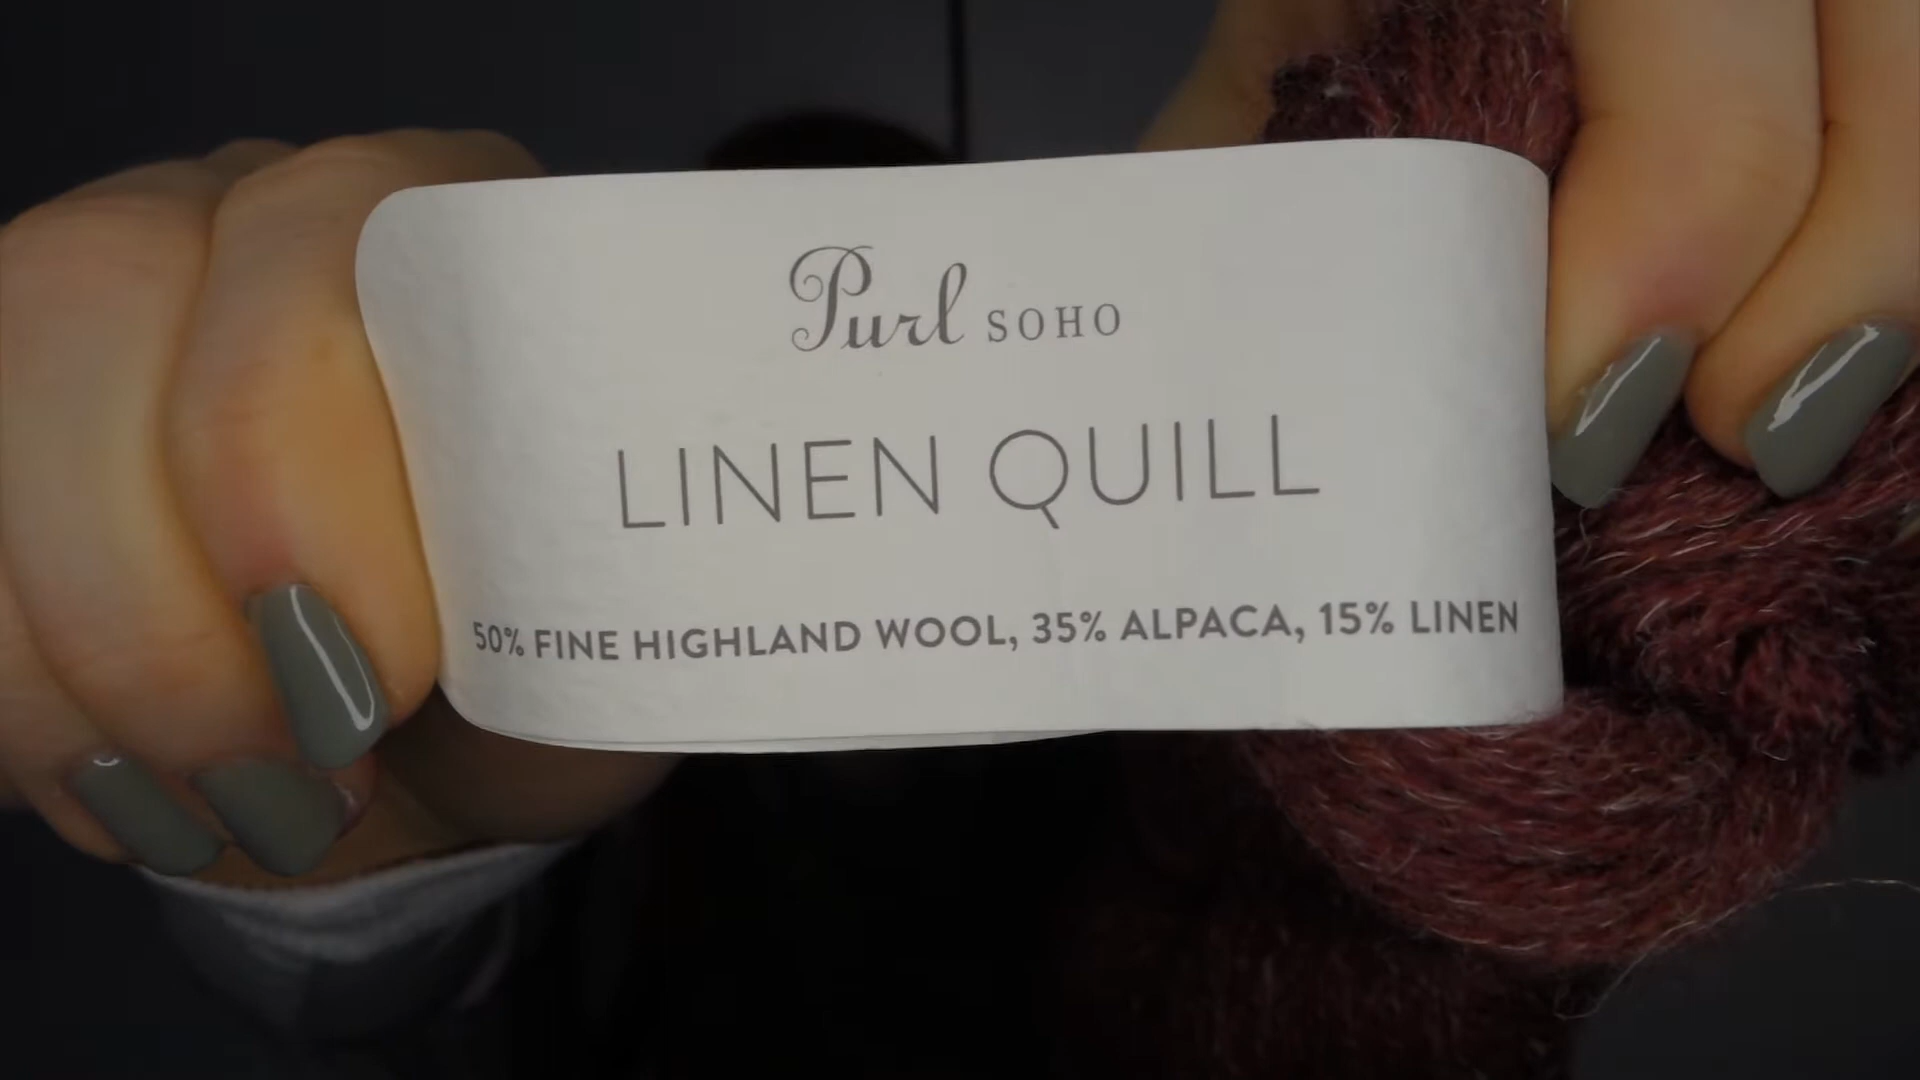 Purl SOHO
LINEN QUILL
50% FINE HIGHLAND WOOL, 35% ALPACA, 15% LINEN